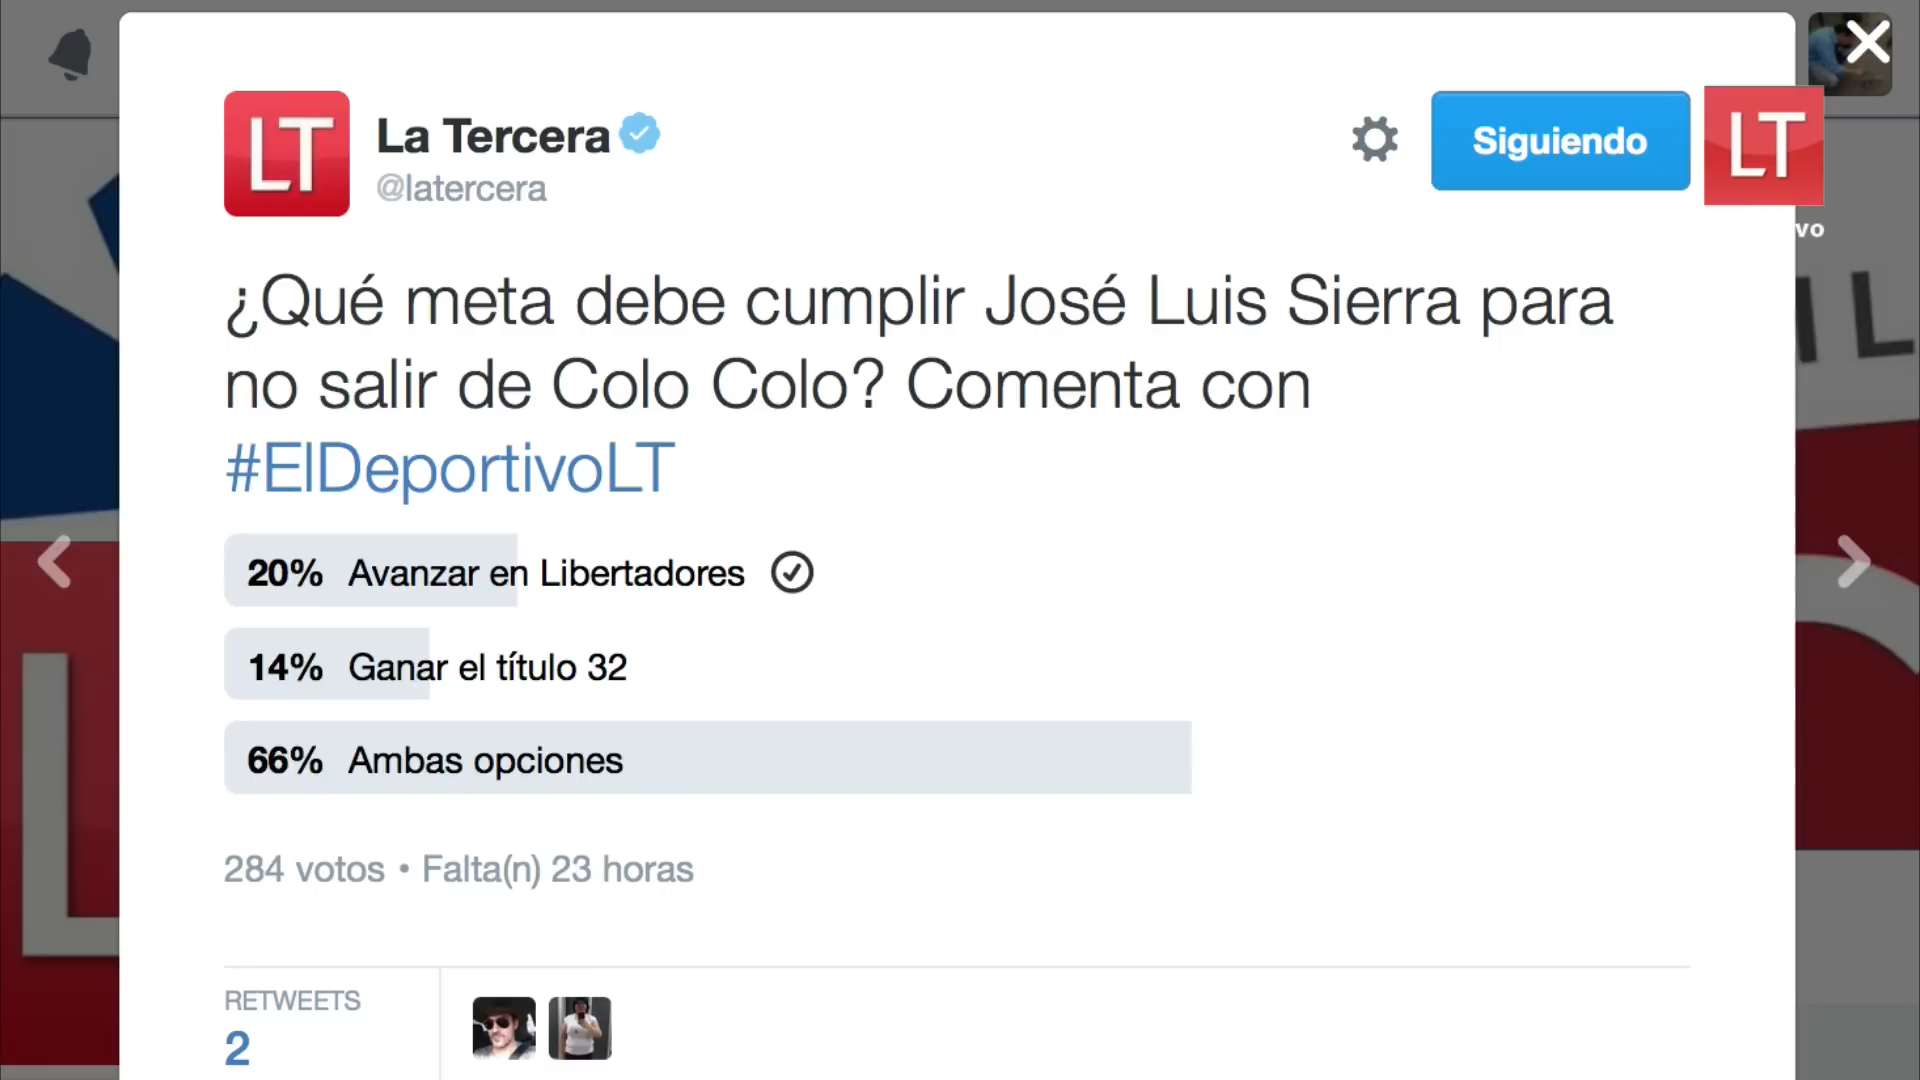 LT
La Tercera
@latercera
Siguiendo
LT
vo
¿Qué meta debe cumplir José Luis Sierra para
no salir de Colo Colo? Comenta con
#ElDeportivoLT
20% Avanzar en Libertadores
14% Ganar el título 32
66% Ambas opciones
284 votos • Falta(n) 23 horas
RETWEETS
2